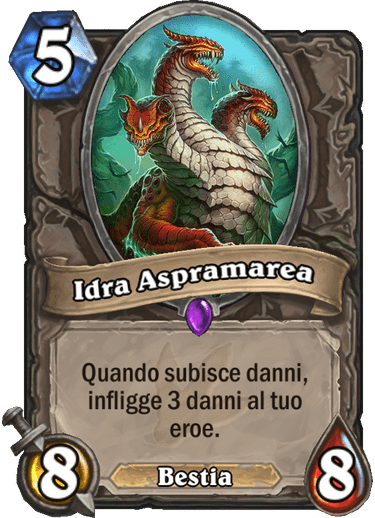 5
Idra Aspramarea
Quando subisce danni,
infligge 3 danni al tuo
eroe.
8
Bestia
8